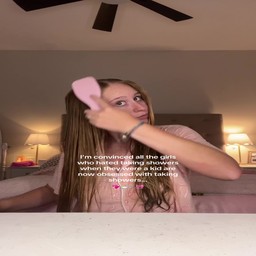 I'm convinced all the girls
who hated taking showers
when they were a kid are
now obsessed with taking
showers...